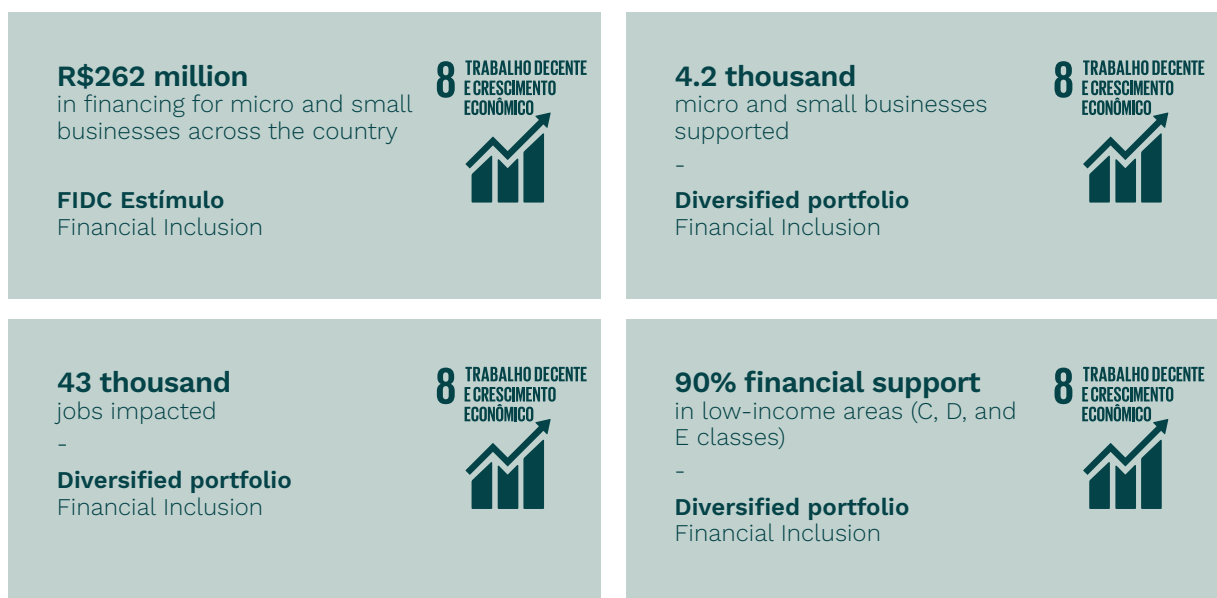 R$262 million
in financing for micro and small
businesses across the country
FIDC Estímulo
Financial Inclusion
8 TRABALHO DECENTE
E CRESCIMENTO
ECONÔMICO
4.2 thousand
micro and small businesses
supported
-
Diversified portfolio
Financial Inclusion
8 TRABALHO DECENTE
E CRESCIMENTO
ECONÔMICO
43 thousand
jobs impacted
-
Diversified portfolio
Financial Inclusion
8 TRABALHO DECENTE
E CRESCIMENTO
ECONÔMICO
90% financial support
in low-income areas (C, D, and
E classes)
-
Diversified portfolio
Financial Inclusion
8 TRABALHO DECENTE
E CRESCIMENTO
ECONÔMICO